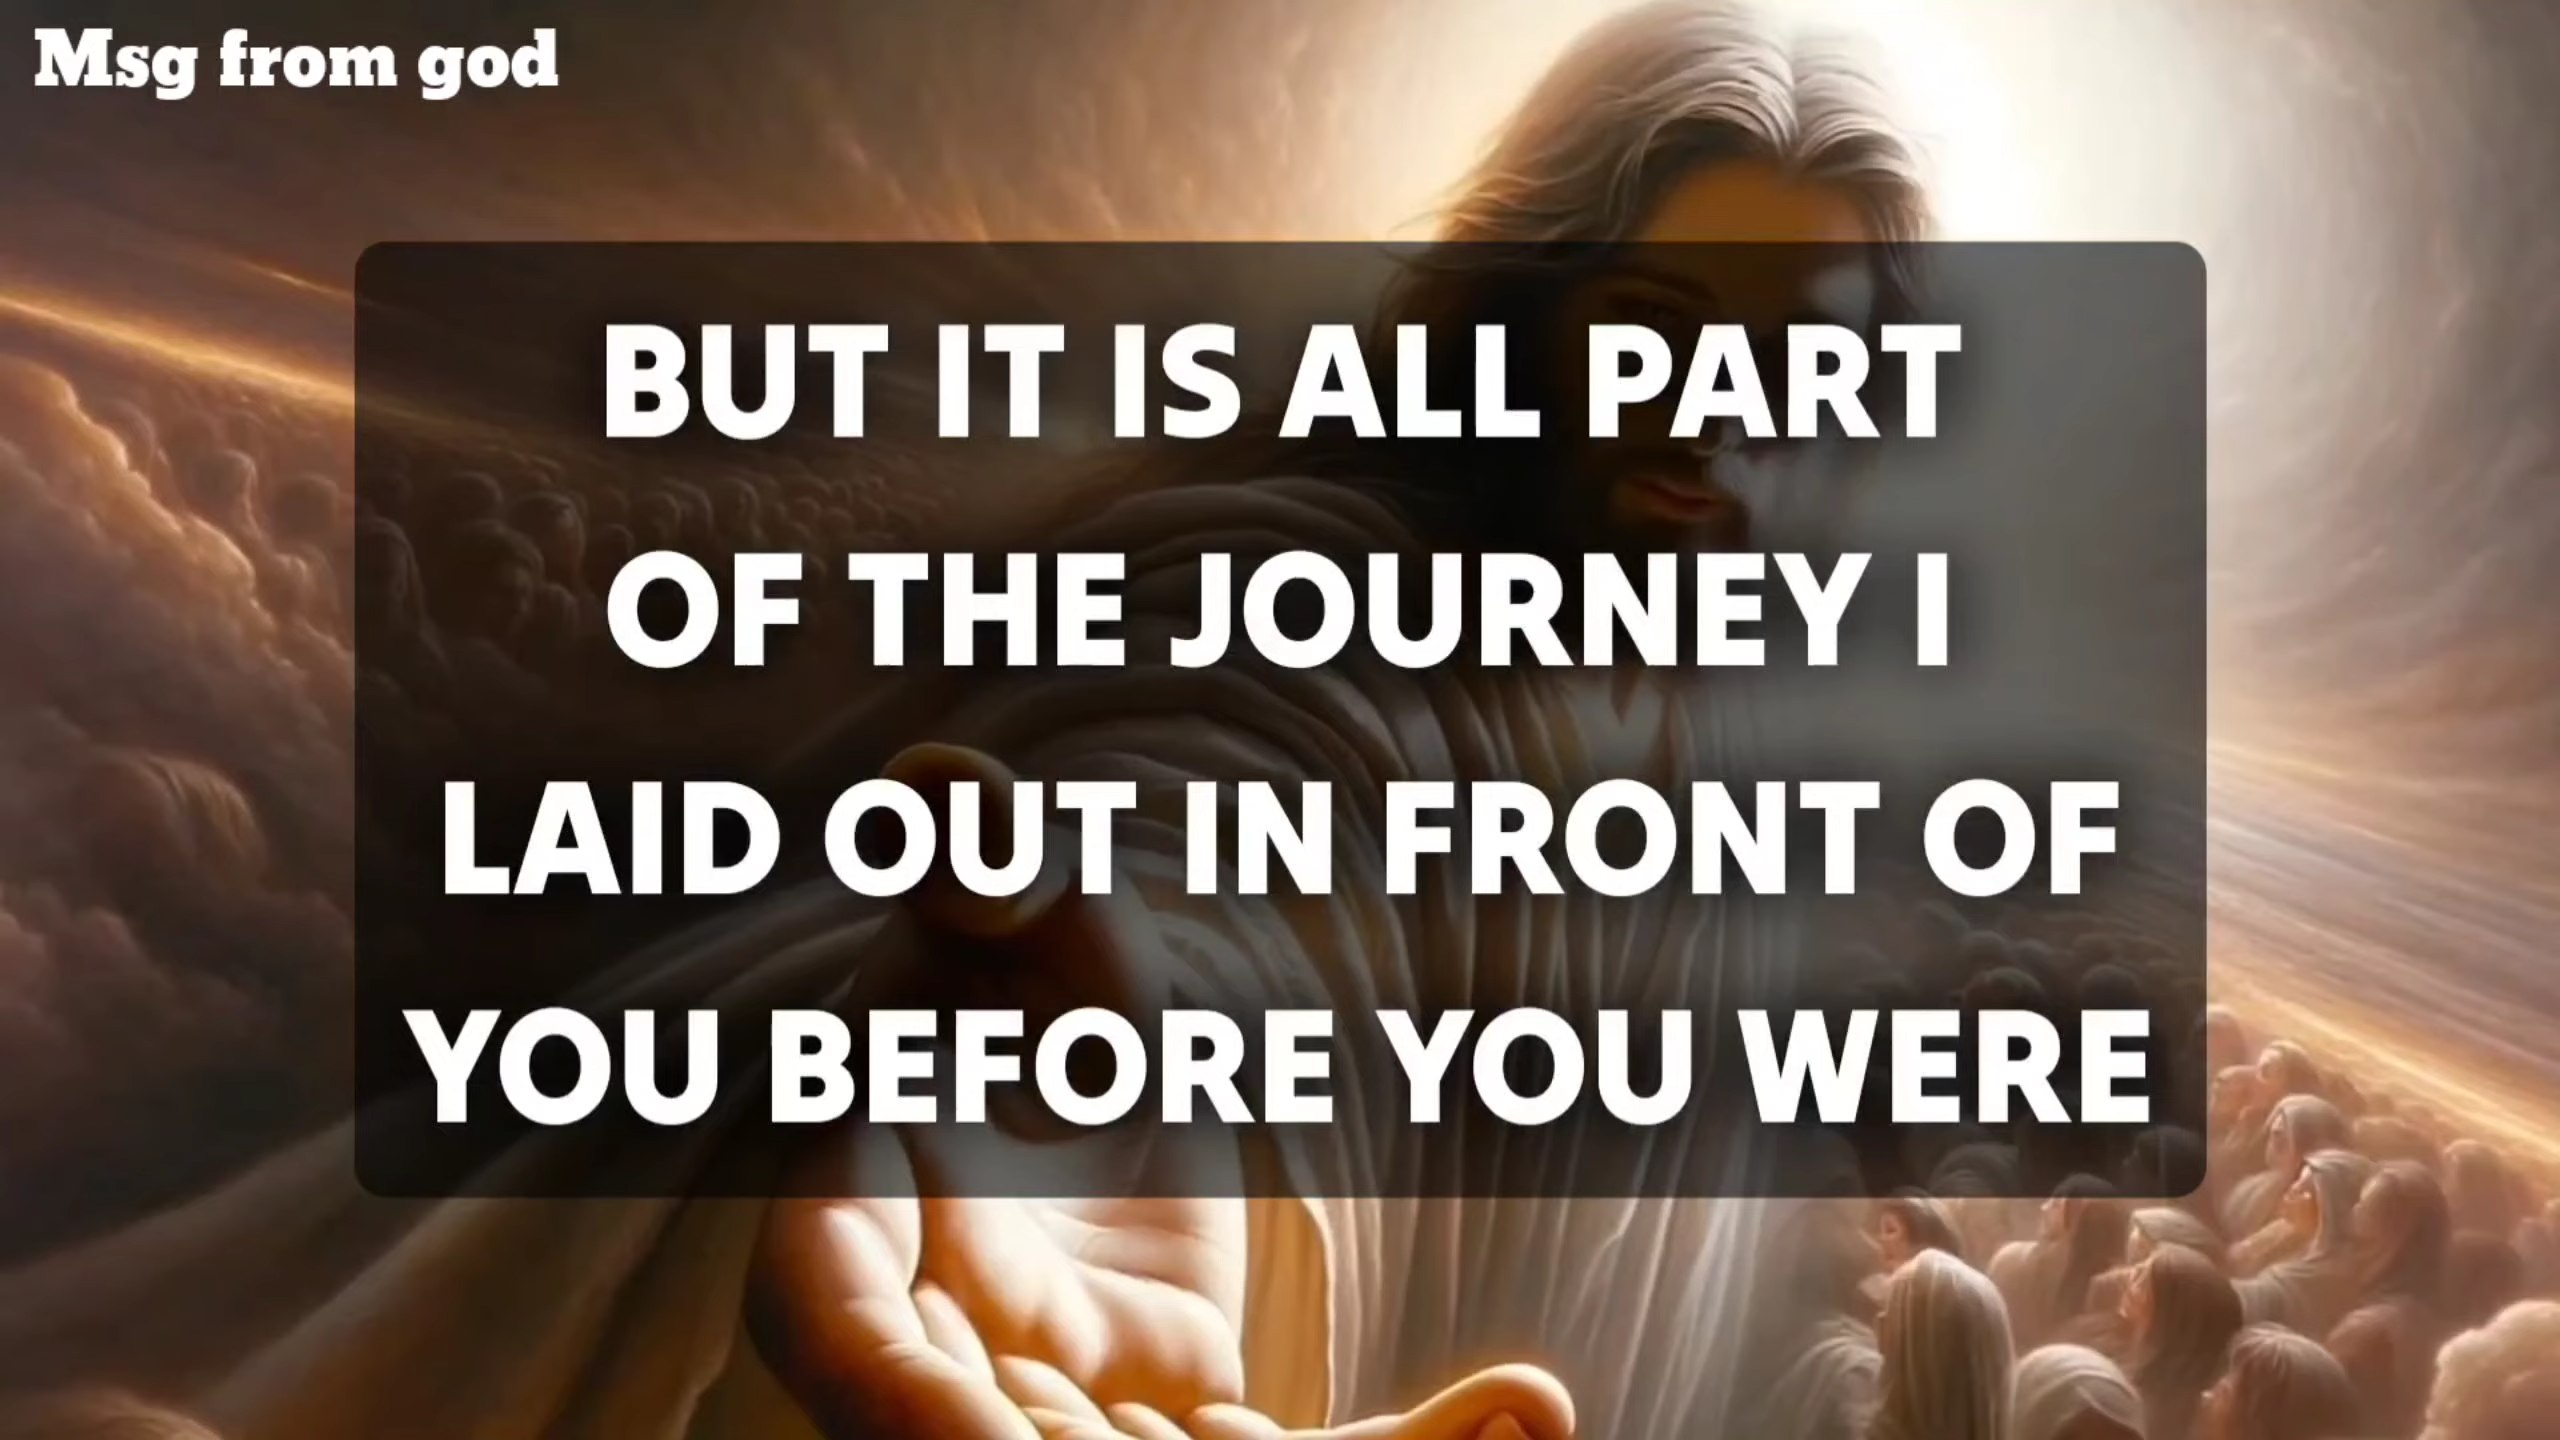 Msg from god
BUT IT IS ALL PART
OF THE JOURNEY I
LAID OUT IN FRONT OF
YOU BEFORE YOU WERE